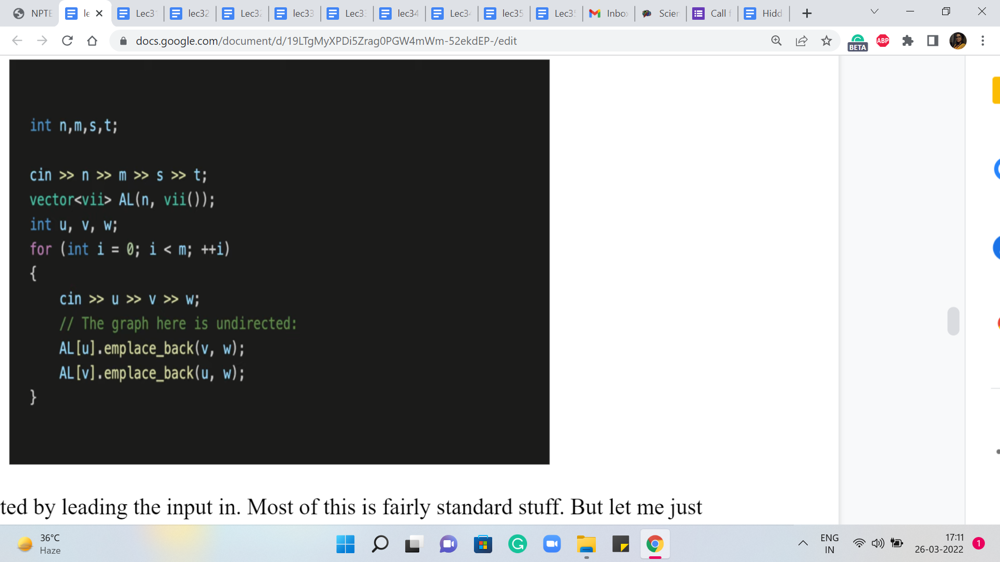 NPTE
le
Lec3
lec32
Lec3
lec33
Lec3
lec34
Lec3
lec35
Lec3
Inbo
Scien
Call f
Hidd
docs.google.com/document/d/19LTgMyXPDi5Zrag0PGW4mWm-52ekdEP-/edit
BETA
ABP
int n,m,s,t;
cin >> n >> m >> s >> t;
vector<vii> AL(n, vii());
int u, v, w;
for (int i = 0; i < m; ++i)
{
cin >> u >> v >> w;
// The graph here is undirected:
AL[u].emplace_back(v, w);
AL[v].emplace_back(u, w);
}
ted by leading the input in. Most of this is fairly standard stuff. But let me just
36°C
Haze
ENG
IN
17:11
26-03-2022
1